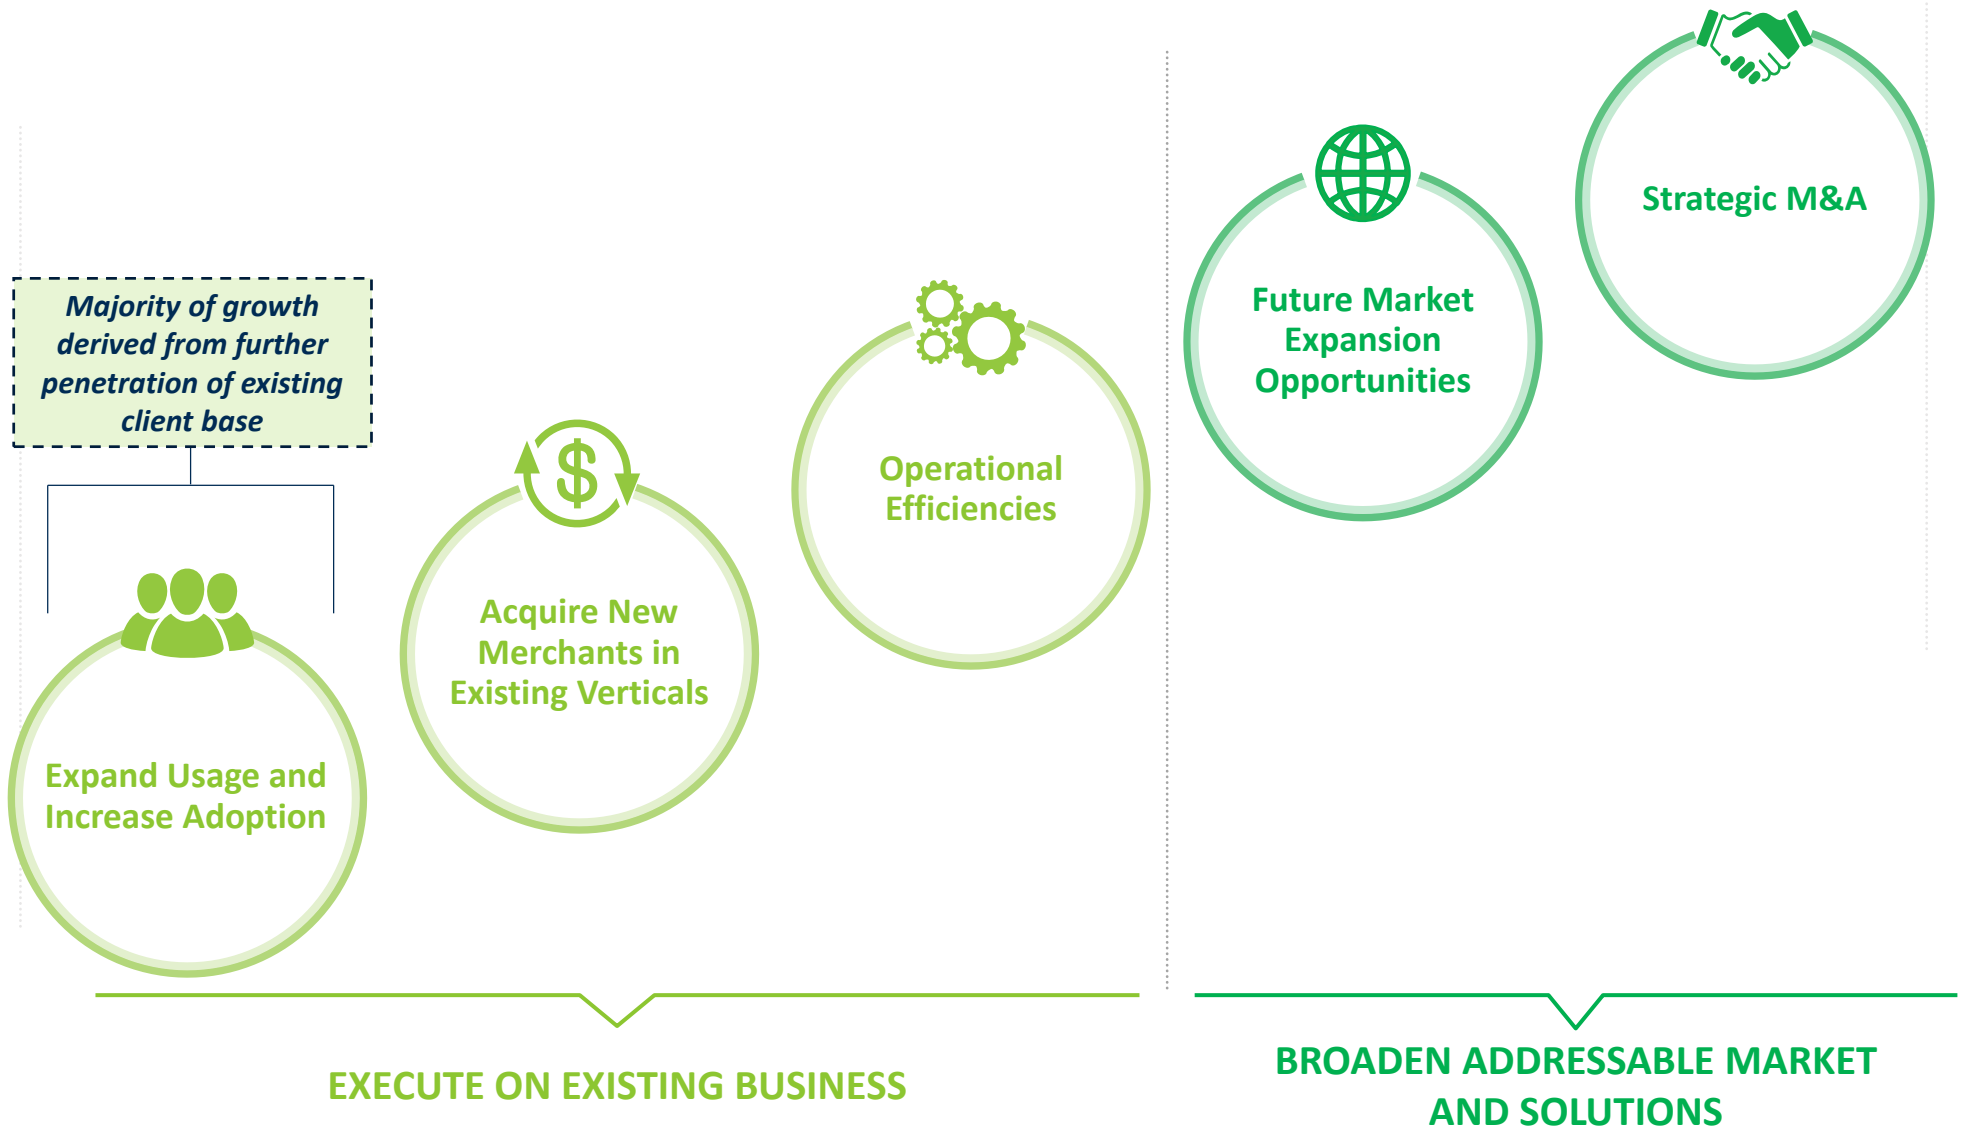 Majority of growth
derived from further
penetration of existing
client base
Expand Usage and
Increase Adoption
$
Acquire New
Merchants in
Existing Verticals
Operational
Efficiencies
Future Market
Expansion
Opportunities
Strategic M&A
EXECUTE ON EXISTING BUSINESS
BROADEN ADDRESSABLE MARKET
AND SOLUTIONS